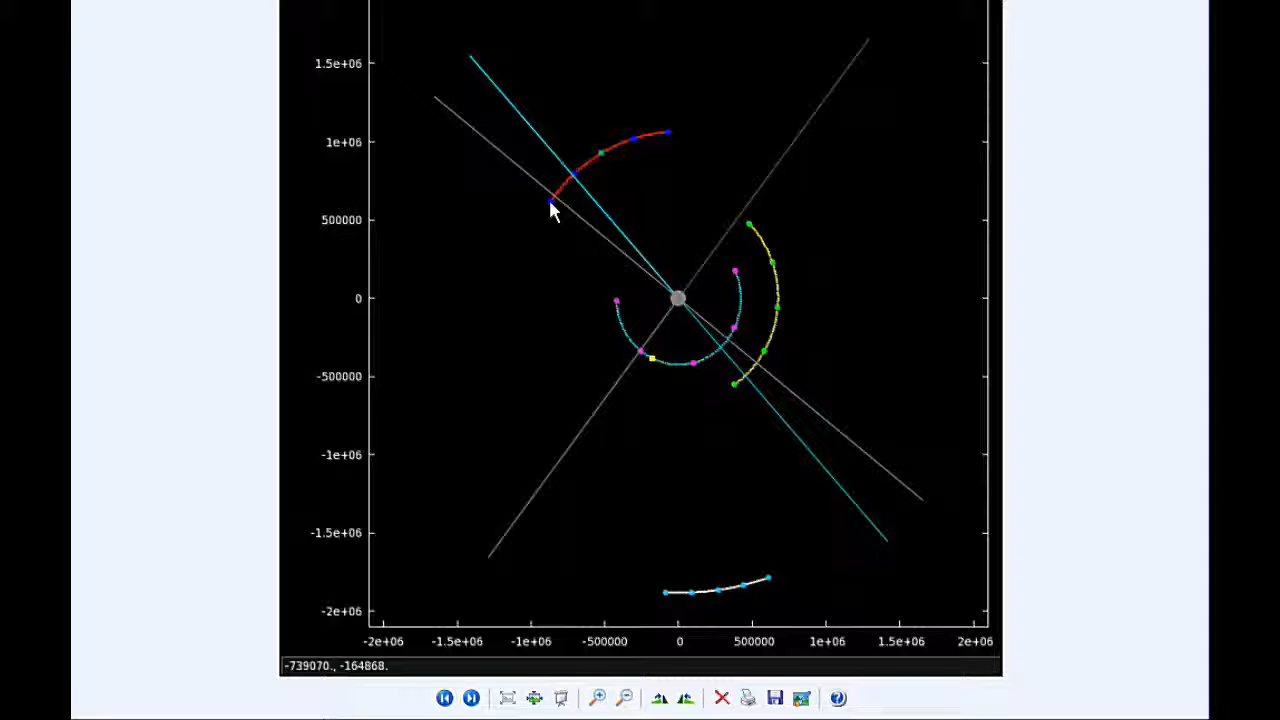 1.5e+06
1e+06
500000
0
-500000
-1e+06
-1.5e+06
-2e+06
-2e+06 -1.5e+06 -1e+06 -500000 0 500000 1e+06 1.5e+06 2e+06
-739070., -164868.